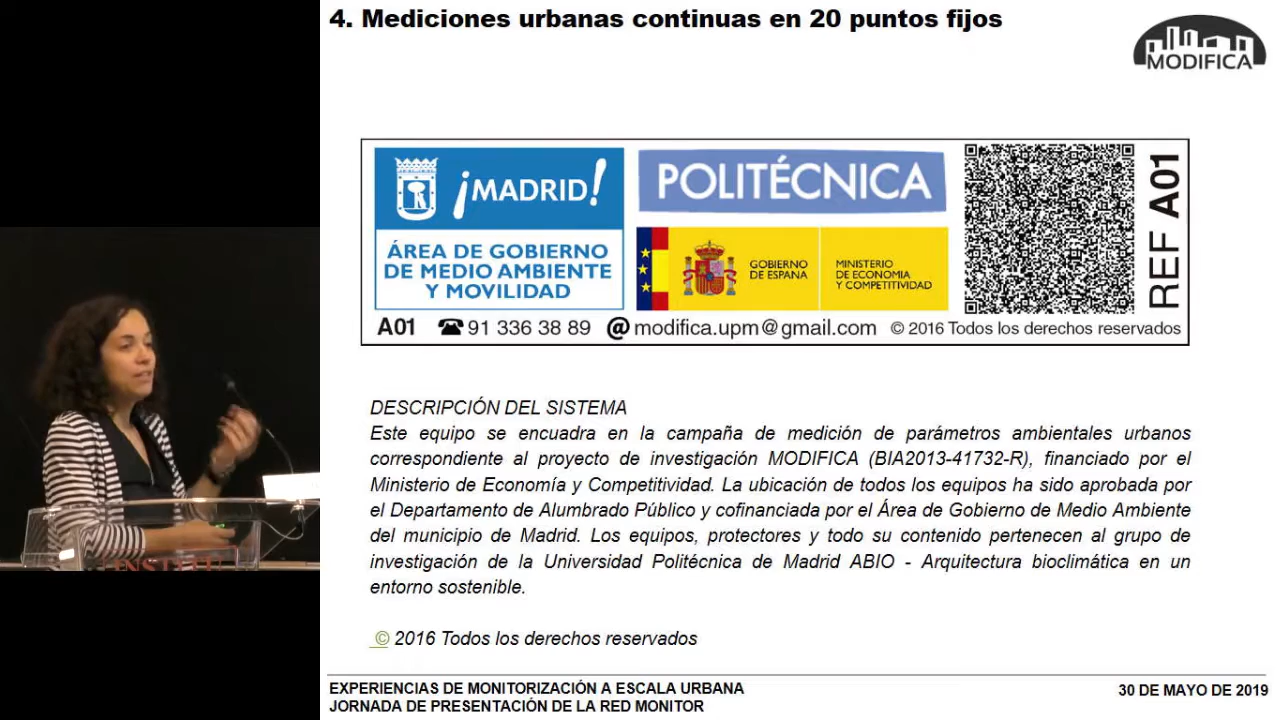 4. Mediciones urbanas continuas en 20 puntos fijos
MODIFICA
¡MADRID!
ÁREA DE GOBIERNO
DE MEDIO AMBIENTE
Y MOVILIDAD
POLITÉCNICA
GOBIERNO
DE ESPAÑA
MINISTERIO
DE ECONOMIA
Y COMPETITIVIDAD
REF A01
A01 ☎ 91 336 38 89 @ modifica.upm@gmail.com © 2016 Todos los derechos reservados
DESCRIPCIÓN DEL SISTEMA
Este equipo se encuadra en la campaña de medición de parámetros ambientales urbanos
correspondiente al proyecto de investigación MODIFICA (BIA2013-41732-R), financiado por el
Ministerio de Economía y Competitividad. La ubicación de todos los equipos ha sido aprobada por
el Departamento de Alumbrado Público y cofinanciada por el Área de Gobierno de Medio Ambiente
del municipio de Madrid. Los equipos, protectores y todo su contenido pertenecen al grupo de
investigación de la Universidad Politécnica de Madrid ABIO - Arquitectura bioclimática en un
entorno sostenible.
© 2016 Todos los derechos reservados
EXPERIENCIAS DE MONITORIZACIÓN A ESCALA URBANA
JORNADA DE PRESENTACIÓN DE LA RED MONITOR
30 DE MAYO DE 2019